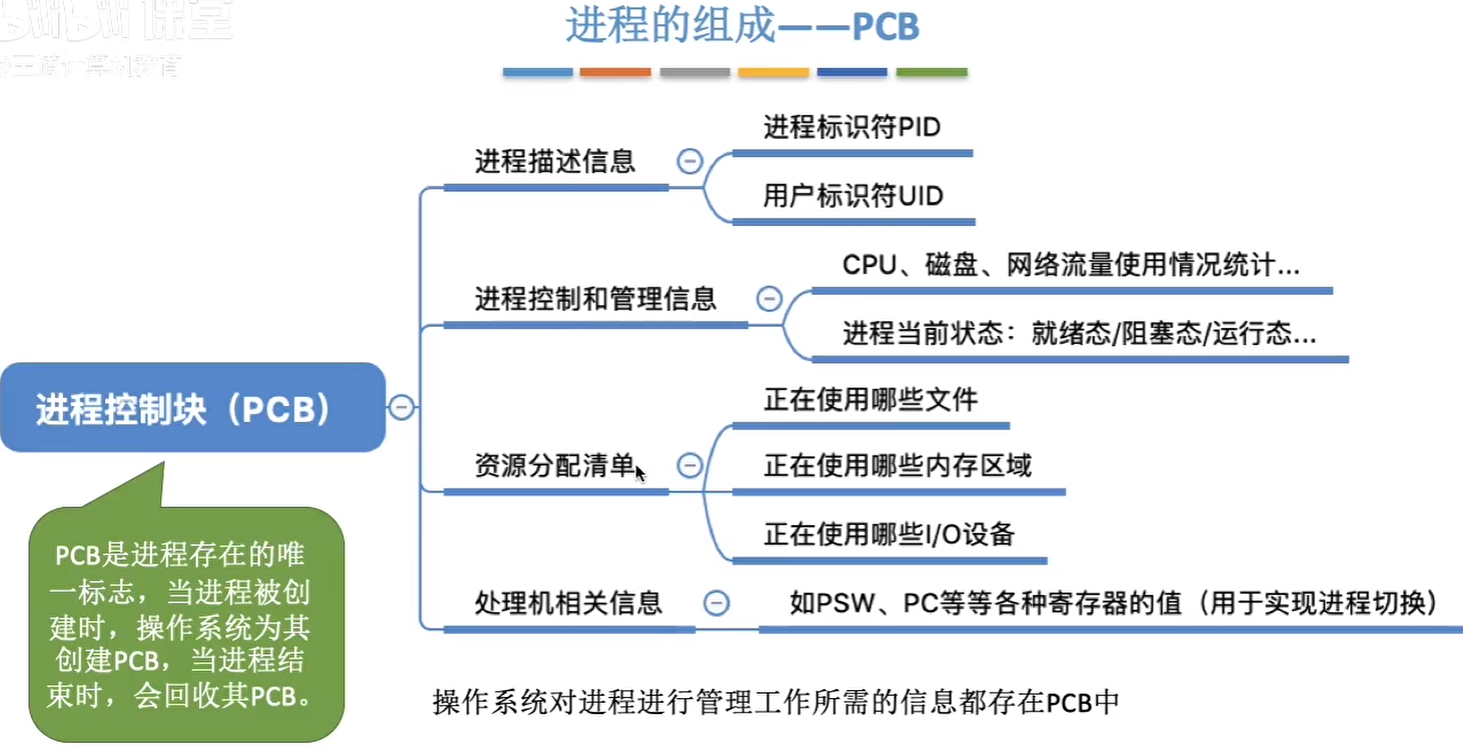 课堂
进程的组成——PCB
进程描述信息
进程标识符PID
用户标识符UID
进程控制和管理信息
CPU、磁盘、网络流量使用情况统计...
进程当前状态：就绪态/阻塞态/运行态...
进程控制块（PCB）
资源分配清单
正在使用哪些文件
正在使用哪些内存区域
正在使用哪些I/O设备
处理机相关信息
如PSW、PC等等各种寄存器的值（用于实现进程切换）
PCB是进程存在的唯
一标志，当进程被创
建时，操作系统为其
创建PCB，当进程结
束时，会回收其PCB。
操作系统对进程进行管理工作所需的信息都存在PCB中